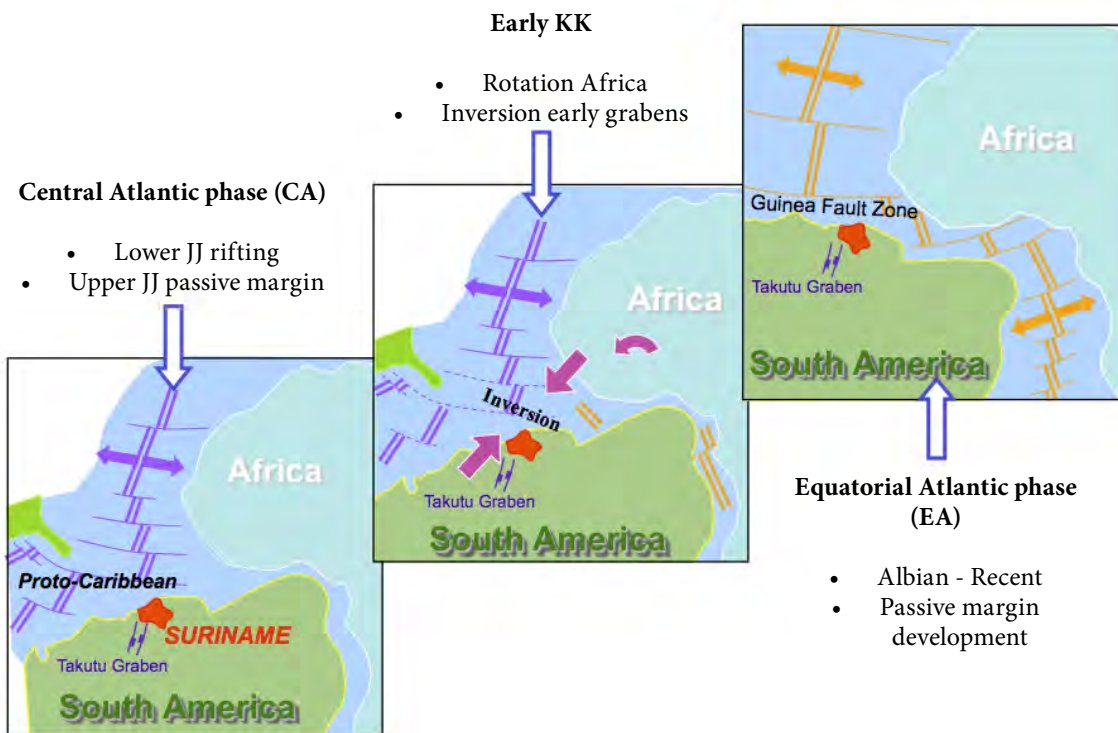 Central Atlantic phase (CA)
• Lower JJ rifting
• Upper JJ passive margin
Africa
Proto-Caribbean
SURINAME
Takutu Graben
South America
Early KK
• Rotation Africa
• Inversion early grabens
Africa
Inversion
Takutu Graben
South America
Africa
Guinea Fault Zone
Takutu Graben
South America
Equatorial Atlantic phase
(EA)
• Albian - Recent
• Passive margin
development